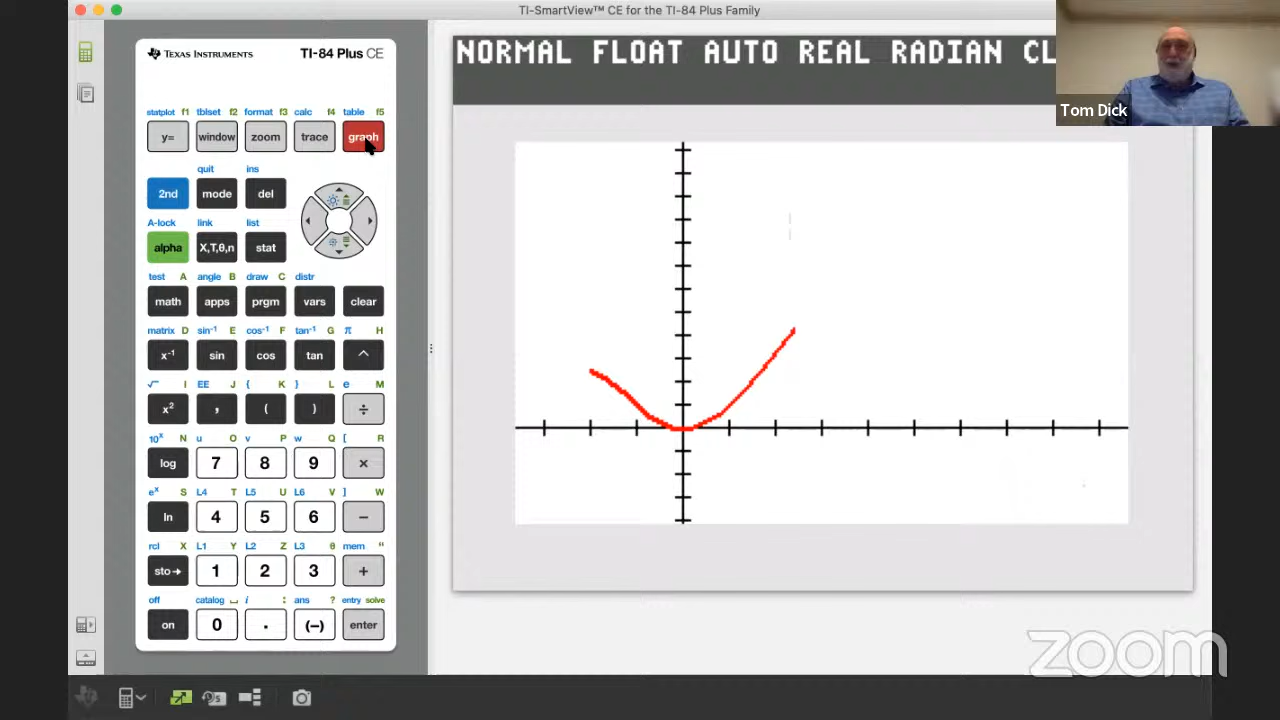 TI-SmartView™ CE for the TI-84 Plus Family
NORMAL FLOAT AUTO REAL RADIAN CL
Tom Dick
TEXAS INSTRUMENTS TI-84 Plus CE
statplot f1 tblset f2 format f3 calc f4 table f5
y= window zoom trace graph
quit ins
2nd mode del
A-lock link list
alpha X,T,θ,n stat
test A angle B draw C distr
math apps prgm vars clear
matrix D sin⁻¹ E cos⁻¹ F tan⁻¹ G π H
x⁻¹ sin cos tan ^
√ I EE J { K } L e M
x² , ( ) ÷
10ˣ N u O v P w Q [ R
log 7 8 9 ×
eˣ S L4 T L5 U L6 V ] W
ln 4 5 6 −
rcl X L1 Y L2 Z L3 θ mem “
sto→ 1 2 3 +
off catalog ␣ i : ans ? entry solve
on 0 . (–) enter
zoom